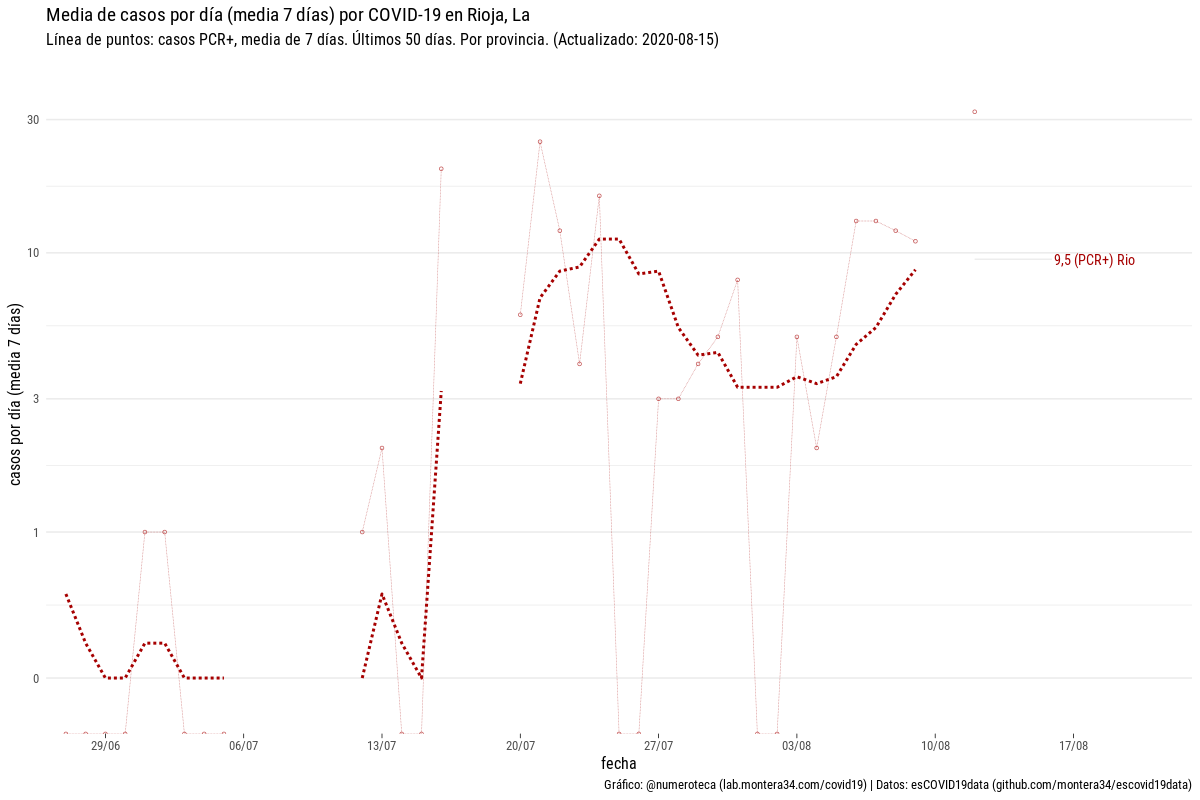 Media de casos por día (media 7 días) por COVID-19 en Rioja, La
Línea de puntos: casos PCR+, media de 7 días. Últimos 50 días. Por provincia. (Actualizado: 2020-08-15)
casos por día (media 7 días)
30
10
3
1
0
9,5 (PCR+) Rio
29/06
06/07
13/07
20/07
27/07
03/08
10/08
17/08
fecha
Gráfico: @numeroteca (lab.montera34.com/covid19) | Datos: esCOVID19data (github.com/montera34/escovid19data)